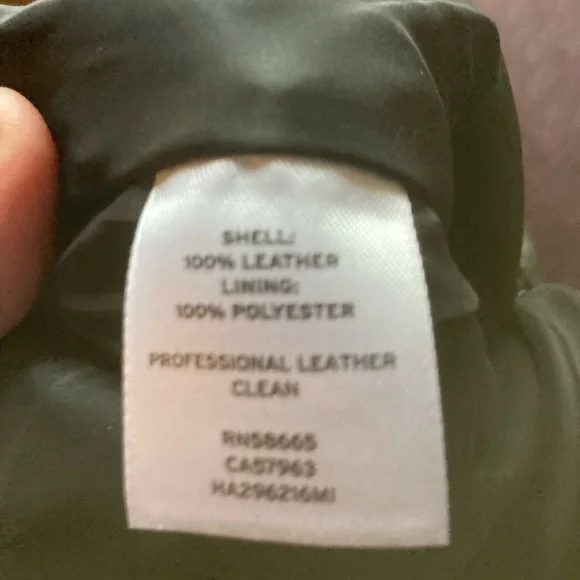 SHELL:
100% LEATHER
LINING:
100% POLYESTER
PROFESSIONAL LEATHER
CLEAN
RN58665
CA57963
HA296216MI